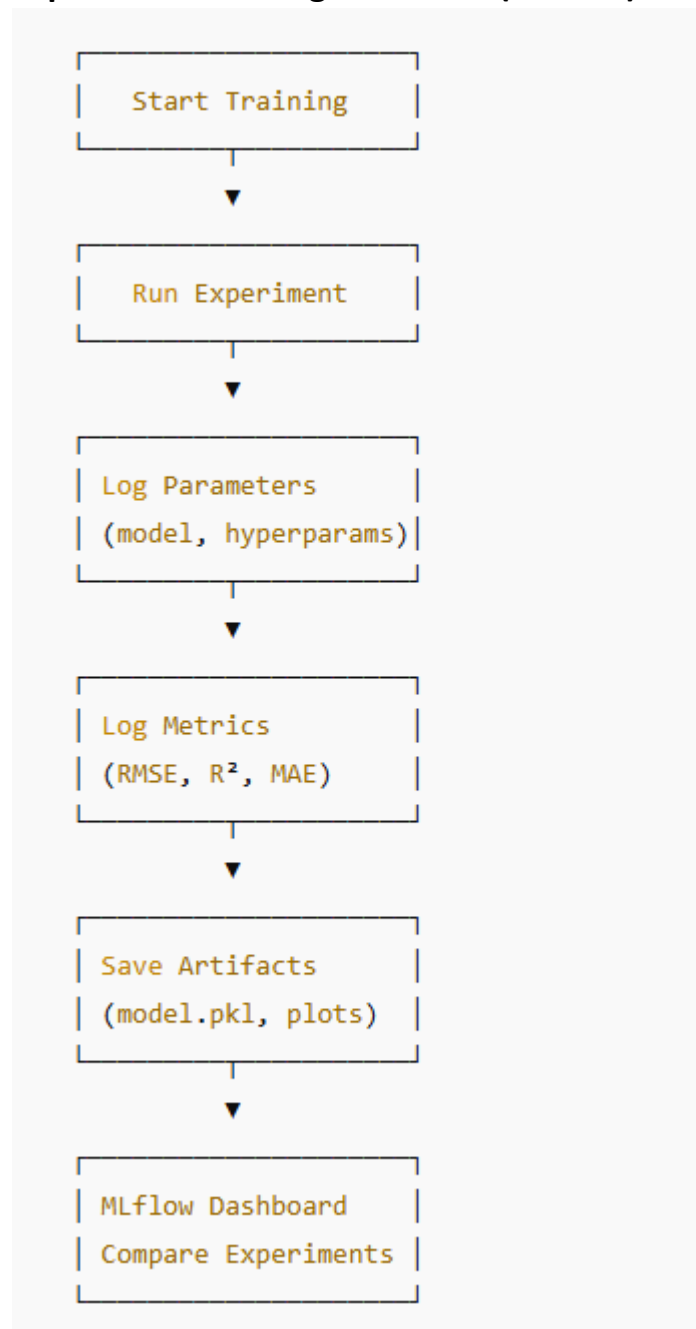 Start Training
Run Experiment
Log Parameters
(model, hyperparams)
Log Metrics
(RMSE, R², MAE)
Save Artifacts
(model.pkl, plots)
MLflow Dashboard
Compare Experiments